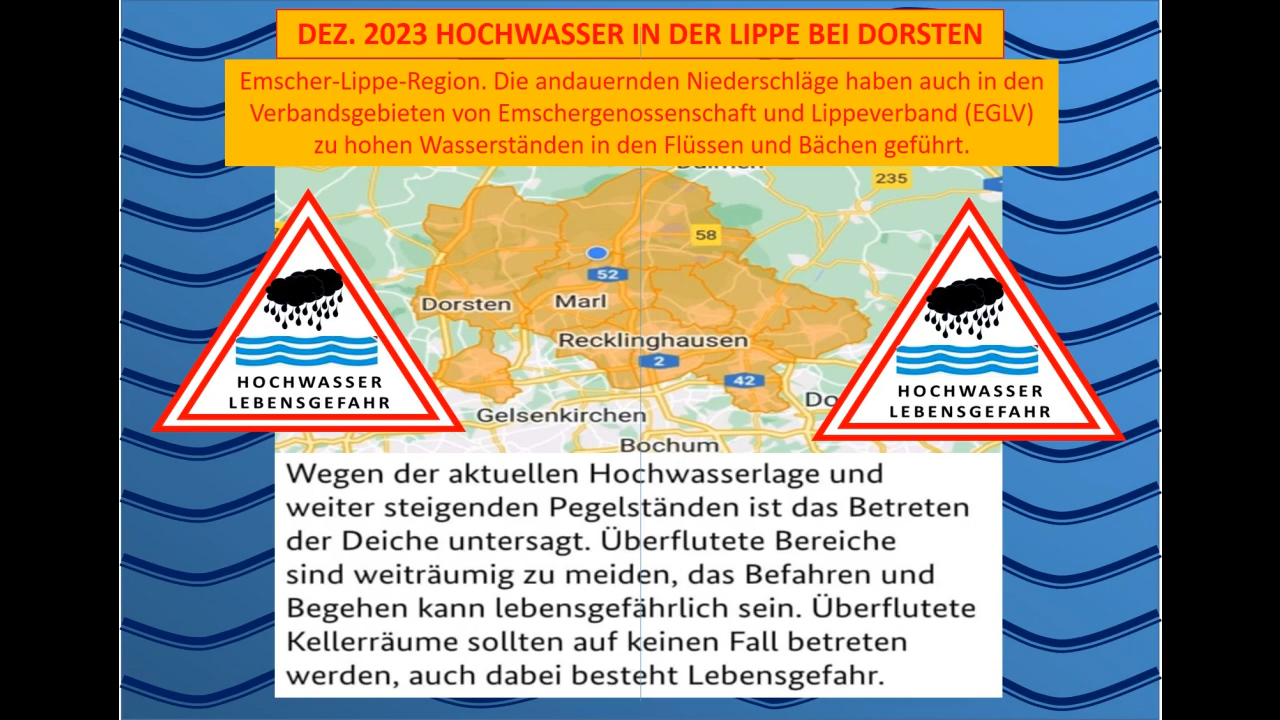 DEZ. 2023 HOCHWASSER IN DER LIPPE BEI DORSTEN
Emscher-Lippe-Region. Die andauernden Niederschläge haben auch in den
Verbandsgebieten von Emschergenossenschaft und Lippeverband (EGLV)
zu hohen Wasserständen in den Flüssen und Bächen geführt.
235
58
52
Dorsten
Marl
Recklinghausen
2
42
Gelsenkirchen
Bochum
HOCHWASSER
LEBENSGEFAHR
HOCHWASSER
LEBENSGEFAHR
Wegen der aktuellen Hochwasserlage und
weiter steigenden Pegelständen ist das Betreten
der Deiche untersagt. Überflutete Bereiche
sind weiträumig zu meiden, das Befahren und
Begehen kann lebensgefährlich sein. Überflutete
Kellerräume sollten auf keinen Fall betreten
werden, auch dabei besteht Lebensgefahr.